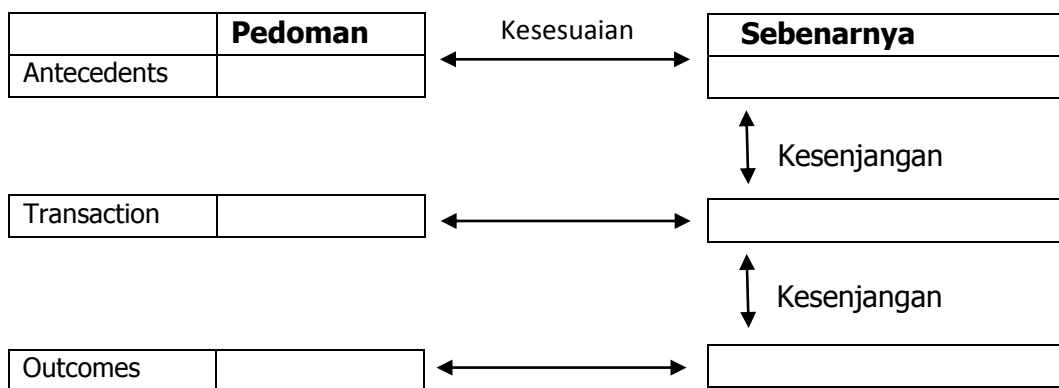 Pedoman Kesesuaian Sebenarnya
Antecedents
Kesenjangan
Transaction
Kesenjangan
Outcomes